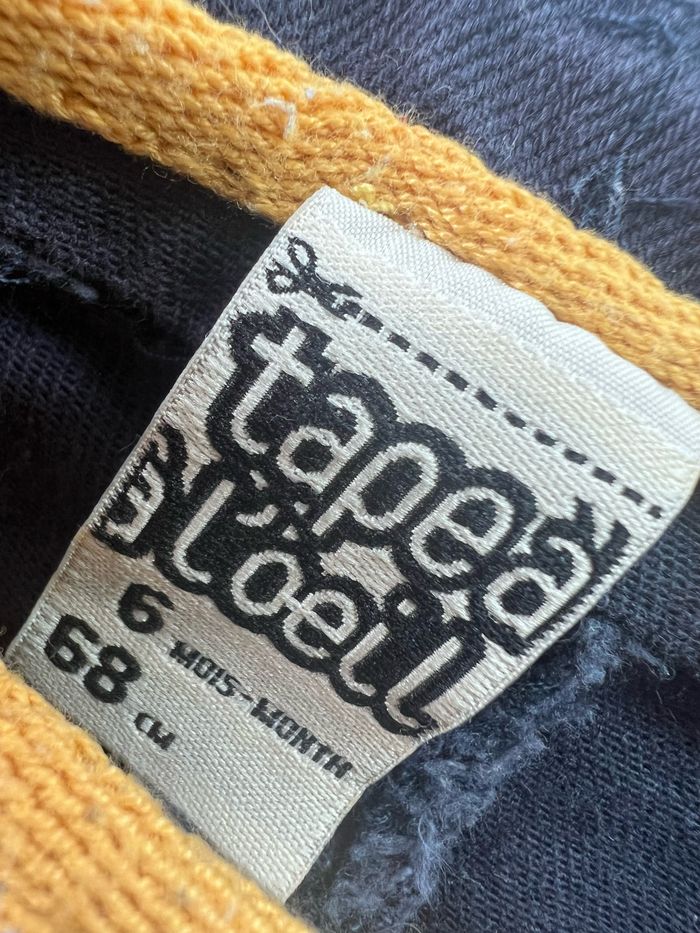 tape à
l'oeil
6 MOIS-MONTH
68 CM